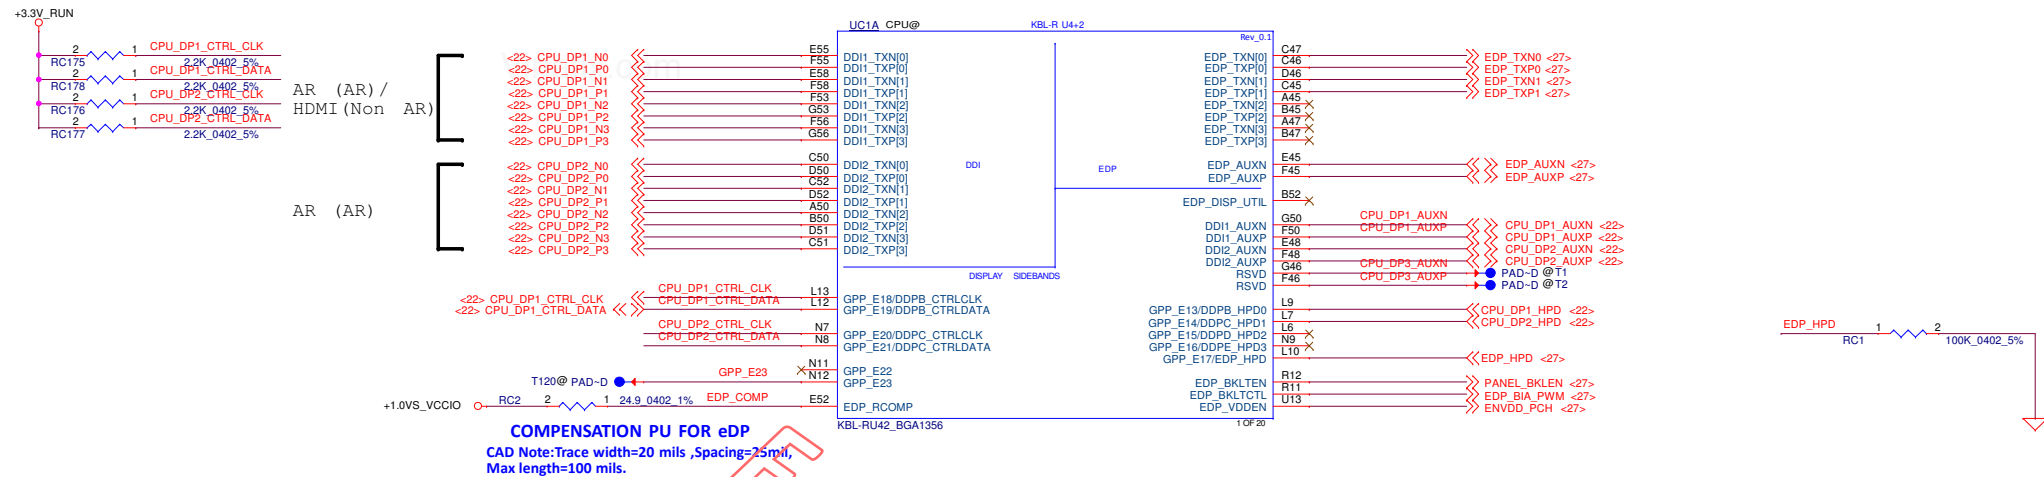 +3.3V_RUN
2 1 CPU_DP1_CTRL_CLK
RC175 2.2K_0402_5%
2 1 CPU_DP1_CTRL_DATA
RC178 2.2K_0402_5%
2 1 CPU_DP2_CTRL_CLK
RC176 2.2K_0402_5%
2 1 CPU_DP2_CTRL_DATA
RC177 2.2K_0402_5%
AR (AR)/
HDMI(Non AR)
AR (AR)
UC1A CPU@ KBL-R U4+2
Rev_0.1
<22> CPU_DP1_N0 E55 DDI1_TXN[0]
<22> CPU_DP1_P0 F55 DDI1_TXP[0]
<22> CPU_DP1_N1 E58 DDI1_TXN[1]
<22> CPU_DP1_P1 F58 DDI1_TXP[1]
<22> CPU_DP1_N2 F53 DDI1_TXN[2]
<22> CPU_DP1_P2 G53 DDI1_TXP[2]
<22> CPU_DP1_N3 F56 DDI1_TXN[3]
<22> CPU_DP1_P3 G56 DDI1_TXP[3]
<22> CPU_DP2_N0 C50 DDI2_TXN[0]
<22> CPU_DP2_P0 D50 DDI2_TXP[0]
<22> CPU_DP2_N1 C52 DDI2_TXN[1]
<22> CPU_DP2_P1 D52 DDI2_TXP[1]
<22> CPU_DP2_N2 A50 DDI2_TXN[2]
<22> CPU_DP2_P2 B50 DDI2_TXP[2]
<22> CPU_DP2_N3 D51 DDI2_TXN[3]
<22> CPU_DP2_P3 C51 DDI2_TXP[3]
DDI
EDP
DISPLAY SIDEBANDS
<22> CPU_DP1_CTRL_CLK CPU_DP1_CTRL_CLK L13 GPP_E18/DDPB_CTRLCLK
<22> CPU_DP1_CTRL_DATA CPU_DP1_CTRL_DATA L12 GPP_E19/DDPB_CTRLDATA
CPU_DP2_CTRL_CLK N7 GPP_E20/DDPC_CTRLCLK
CPU_DP2_CTRL_DATA N8 GPP_E21/DDPC_CTRLDATA
N11 GPP_E22
T120@ PAD~D GPP_E23 N12 GPP_E23
+1.0VS_VCCIO RC2 2 1 24.9_0402_1% EDP_COMP E52 EDP_RCOMP
KBL-RU42_BGA1356
1 OF 20
COMPENSATION PU FOR eDP
CAD Note:Trace width=20 mils ,Spacing=25mil,
Max length=100 mils.
EDP_TXN[0] C47 EDP_TXN0 <27>
EDP_TXP[0] C46 EDP_TXP0 <27>
EDP_TXN[1] D46 EDP_TXN1 <27>
EDP_TXP[1] C45 EDP_TXP1 <27>
EDP_TXN[2] A45
EDP_TXP[2] B45
EDP_TXN[3] A47
EDP_TXP[3] B47
EDP_AUXN E45 EDP_AUXN <27>
EDP_AUXP F45 EDP_AUXP <27>
EDP_DISP_UTIL B52
DDI1_AUXN G50 CPU_DP1_AUXN CPU_DP1_AUXN <22>
DDI1_AUXP F50 CPU_DP1_AUXP CPU_DP1_AUXP <22>
DDI2_AUXN E48 CPU_DP2_AUXN <22>
DDI2_AUXP F48 CPU_DP2_AUXP <22>
RSVD G46 CPU_DP3_AUXN PAD~D @T1
RSVD F46 CPU_DP3_AUXP PAD~D @T2
GPP_E13/DDPB_HPD0 L9 CPU_DP1_HPD <22>
GPP_E14/DDPC_HPD1 L7 CPU_DP2_HPD <22>
GPP_E15/DDPD_HPD2 L6
GPP_E16/DDPE_HPD3 N9
GPP_E17/EDP_HPD L10 EDP_HPD <27>
EDP_BKLTEN R12 PANEL_BKLEN <27>
EDP_BKLTCTL R11 EDP_BIA_PWM <27>
EDP_VDDEN U13 ENVDD_PCH <27>
EDP_HPD 1 2
RC1 100K_0402_5%